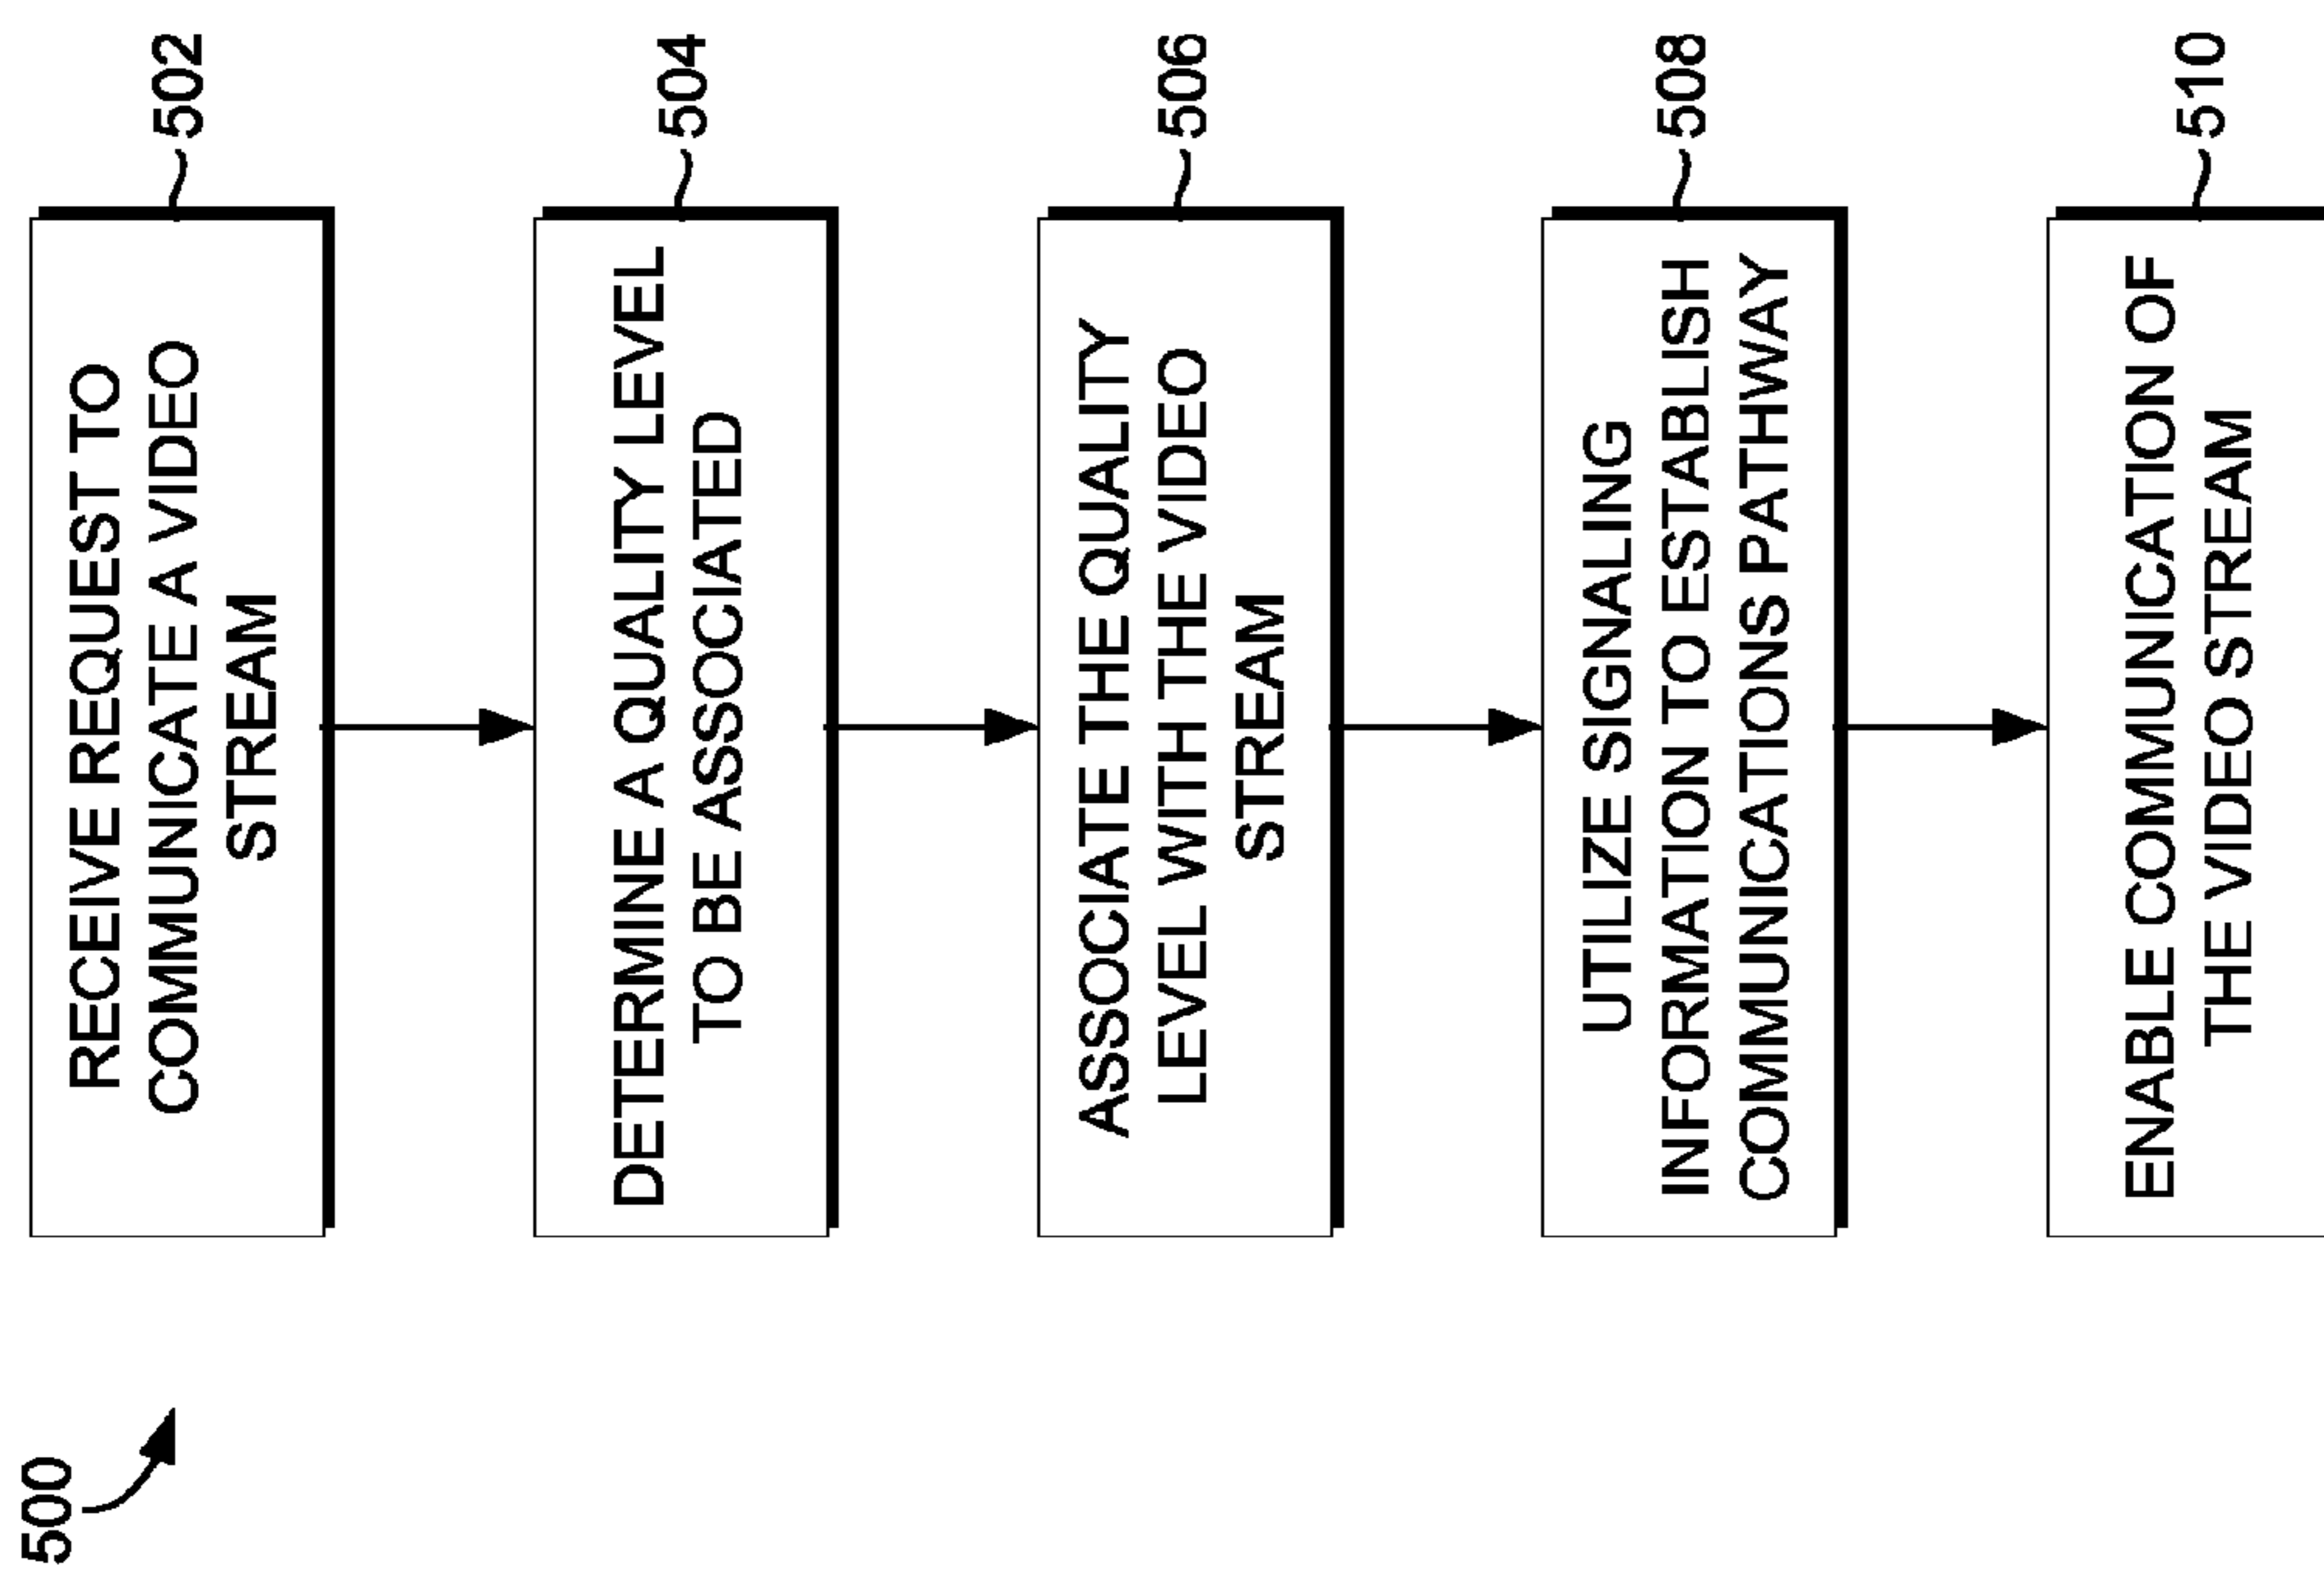 500
RECEIVE REQUEST TO
COMMUNICATE A VIDEO
STREAM
502
DETERMINE A QUALITY LEVEL
TO BE ASSOCIATED
504
ASSOCIATE THE QUALITY
LEVEL WITH THE VIDEO
STREAM
506
UTILIZE SIGNALING
INFORMATION TO ESTABLISH
COMMUNICATIONS PATHWAY
508
ENABLE COMMUNICATION OF
THE VIDEO STREAM
510